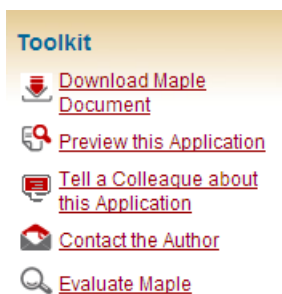 Toolkit
Download Maple
Document
Preview this Application
Tell a Colleague about
this Application
Contact the Author
Evaluate Maple